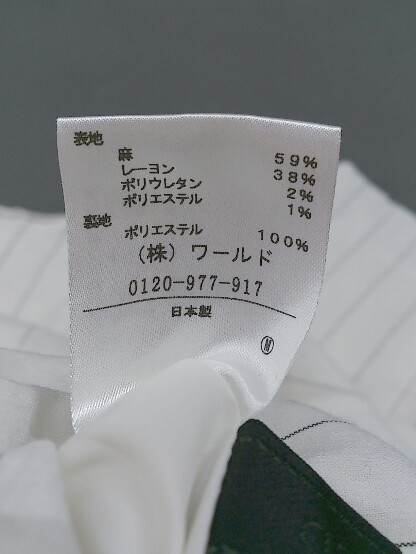 表地
麻 59%
レーヨン 38%
ポリウレタン 2%
ポリエステル 1%
裏地
ポリエステル 100%
(株)ワールド
0120-977-917
日本製
Ⓜ